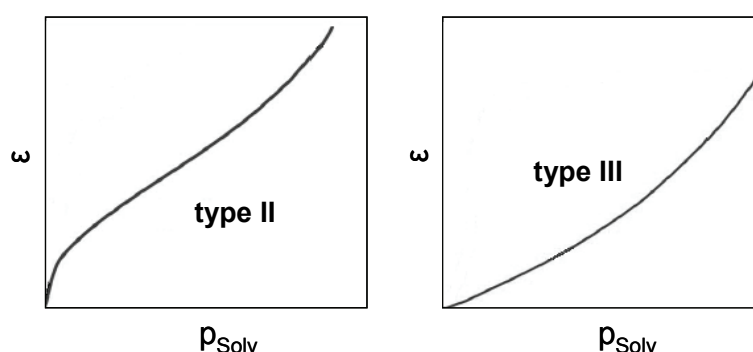 ε
type II
p_Solv
ε
type III
p_Solv